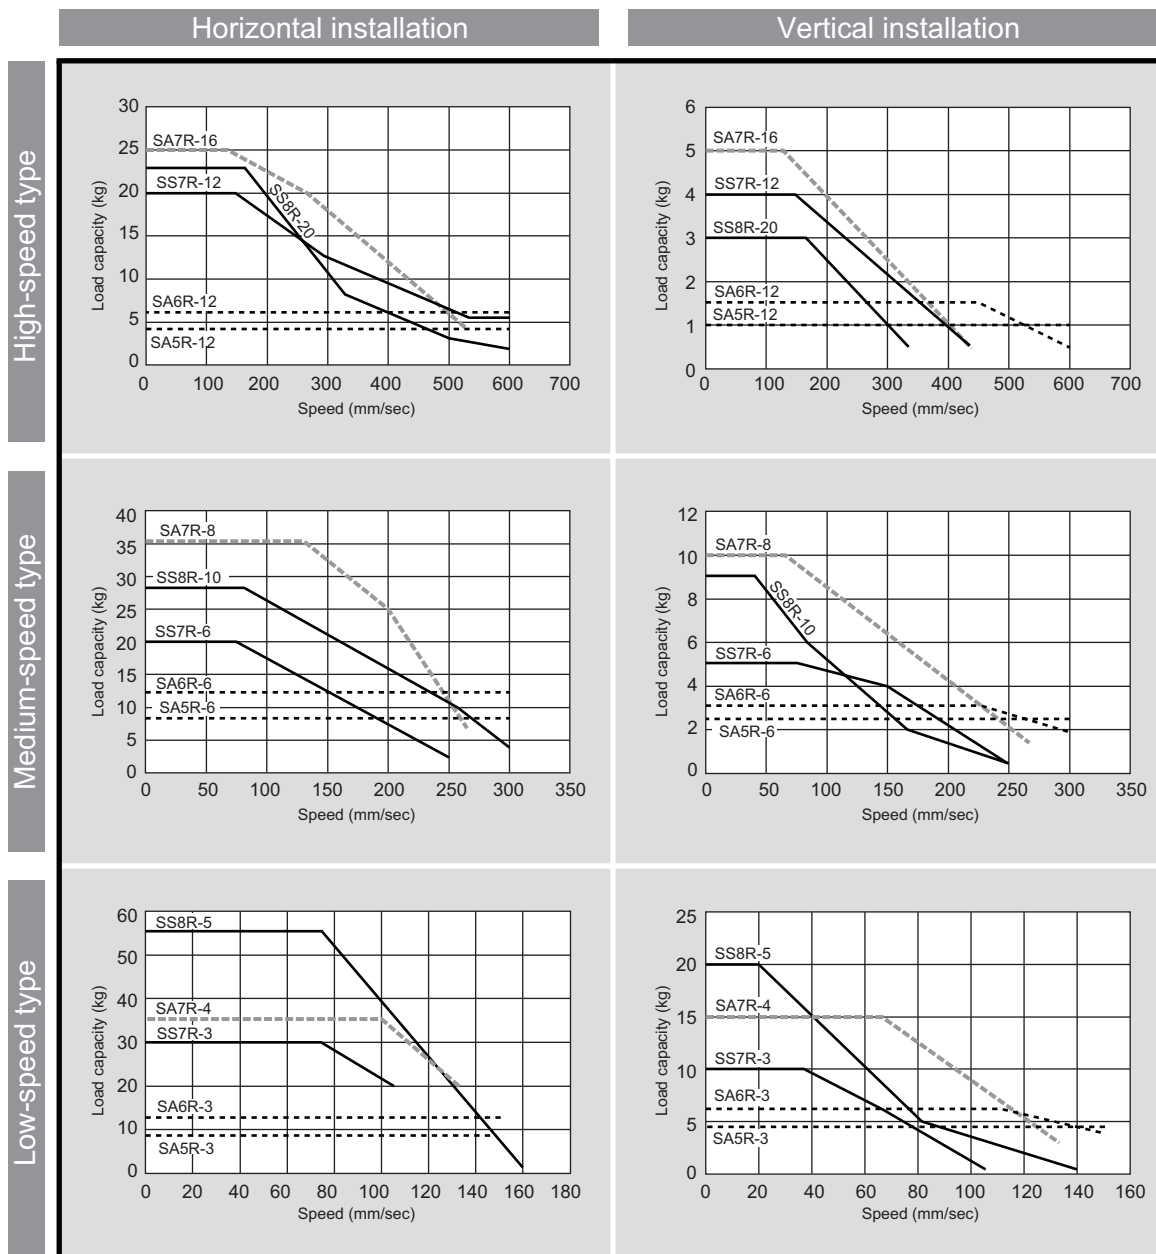 Horizontal installation
Vertical installation
High-speed type
Load capacity (kg)
30
25
20
15
10
5
0
SA7R-16
SS7R-12
SS8R-20
SA6R-12
SA5R-12
0 100 200 300 400 500 600 700
Speed (mm/sec)
Load capacity (kg)
6
5
4
3
2
1
0
SA7R-16
SS7R-12
SS8R-20
SA6R-12
SA5R-12
0 100 200 300 400 500 600 700
Speed (mm/sec)
Medium-speed type
Load capacity (kg)
40
35
30
25
20
15
10
5
0
SA7R-8
SS8R-10
SS7R-6
SA6R-6
SA5R-6
0 50 100 150 200 250 300 350
Speed (mm/sec)
Load capacity (kg)
12
10
8
6
4
2
0
SA7R-8
SS8R-10
SS7R-6
SA6R-6
SA5R-6
0 50 100 150 200 250 300 350
Speed (mm/sec)
Low-speed type
Load capacity (kg)
60
50
40
30
20
10
0
SS8R-5
SA7R-4
SS7R-3
SA6R-3
SA5R-3
0 20 40 60 80 100 120 140 160 180
Speed (mm/sec)
Load capacity (kg)
25
20
15
10
5
0
SS8R-5
SA7R-4
SS7R-3
SA6R-3
SA5R-3
0 20 40 60 80 100 120 140 160
Speed (mm/sec)